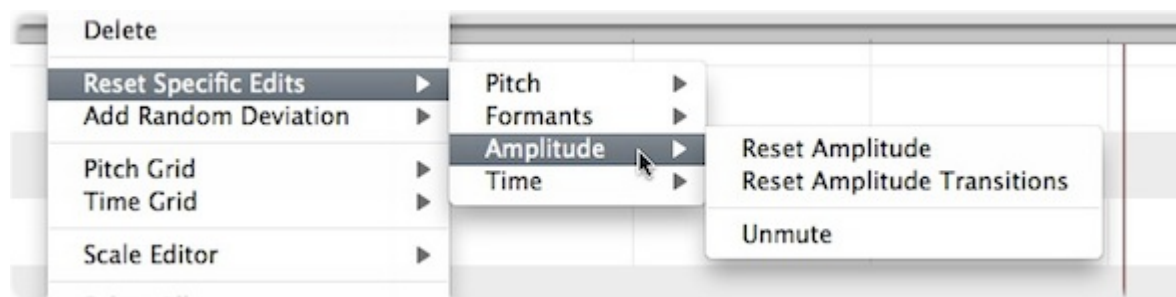 Delete
Reset Specific Edits
Add Random Deviation
Pitch Grid
Time Grid
Scale Editor
Pitch
Formants
Amplitude
Time
Reset Amplitude
Reset Amplitude Transitions
Unmute